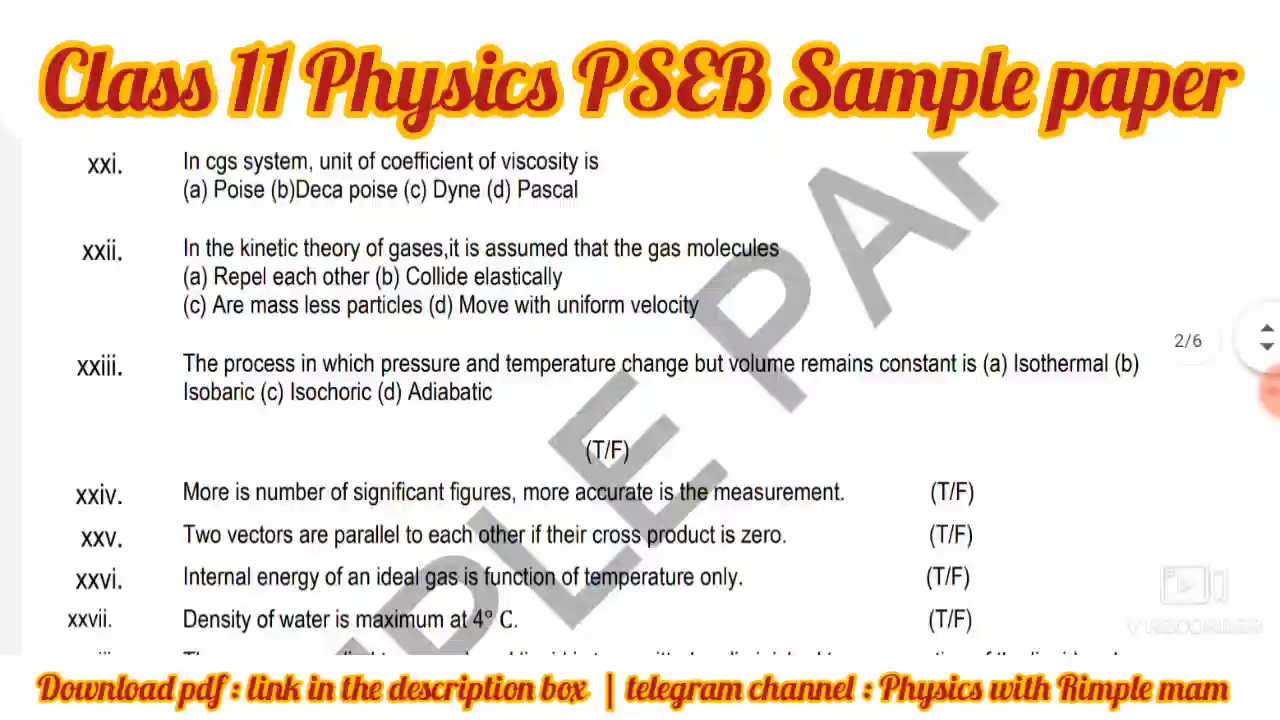 Class 11 Physics PSEB Sample paper
xxi. In cgs system, unit of coefficient of viscosity is
(a) Poise (b)Deca poise (c) Dyne (d) Pascal
xxii. In the kinetic theory of gases,it is assumed that the gas molecules
(a) Repel each other (b) Collide elastically
(c) Are mass less particles (d) Move with uniform velocity
2/6
xxiii. The process in which pressure and temperature change but volume remains constant is (a) Isothermal (b)
Isobaric (c) Isochoric (d) Adiabatic
(T/F)
xxiv. More is number of significant figures, more accurate is the measurement. (T/F)
xxv. Two vectors are parallel to each other if their cross product is zero. (T/F)
xxvi. Internal energy of an ideal gas is function of temperature only. (T/F)
xxvii. Density of water is maximum at 4° C. (T/F)
V RECORDER
Download pdf : link in the description box | telegram channel : Physics with Rimple mam